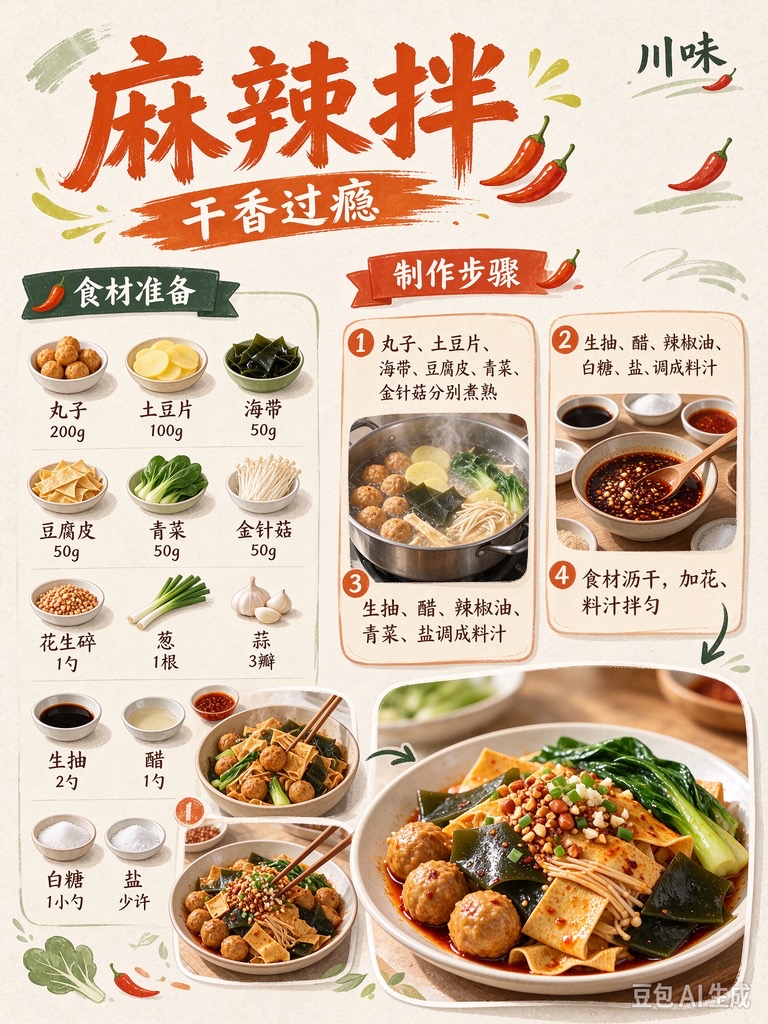 麻辣拌
川味
干香过瘾
食材准备
丸子
200g
土豆片
100g
海带
50g
豆腐皮
50g
青菜
50g
金针菇
50g
花生碎
1勺
葱
1根
蒜
3瓣
生抽
2勺
醋
1勺
白糖
1小勺
盐
少许
制作步骤
1
丸子、土豆片、
海带、豆腐皮、青菜、
金针菇分别煮熟
2
生抽、醋、辣椒油、
白糖、盐、调成料汁
3
生抽、醋、辣椒油、
青菜、盐调成料汁
4
食材沥干，加花、
料汁拌匀
1
豆包AI生成